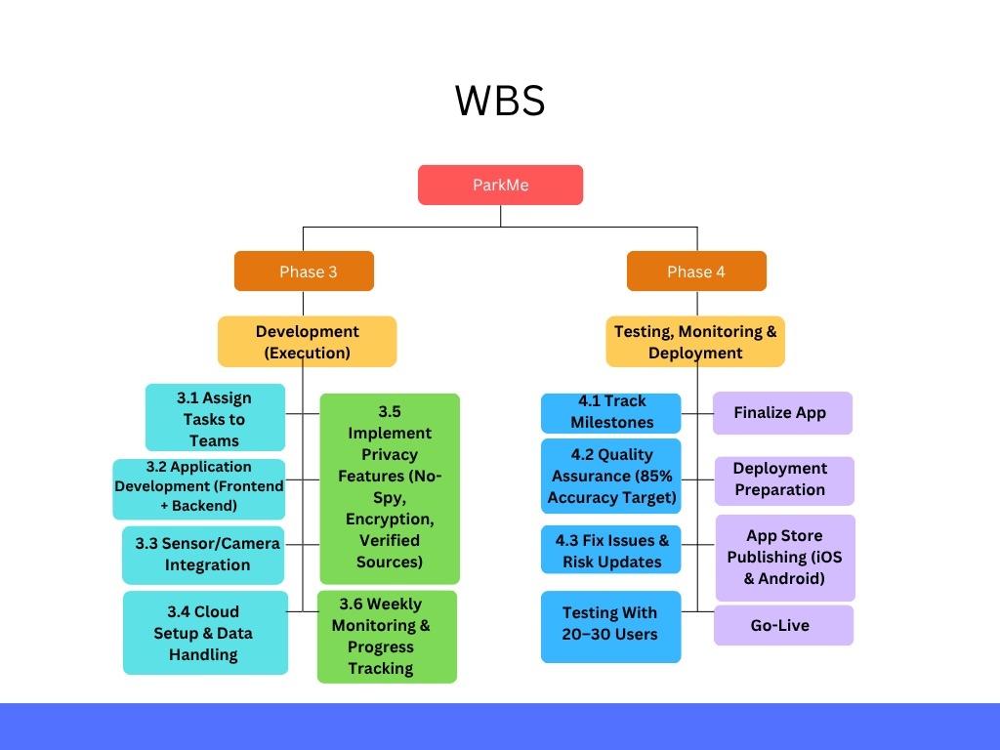 WBS
ParkMe
Phase 3
Phase 4
Development
(Execution)
Testing, Monitoring &
Deployment
3.1 Assign
Tasks to
Teams
3.2 Application
Development (Frontend
+ Backend)
3.3 Sensor/Camera
Integration
3.4 Cloud
Setup & Data
Handling
3.5
Implement
Privacy
Features (No-
Spy,
Encryption,
Verified
Sources)
3.6 Weekly
Monitoring &
Progress
Tracking
4.1 Track
Milestones
4.2 Quality
Assurance (85%
Accuracy Target)
4.3 Fix Issues &
Risk Updates
Testing With
20–30 Users
Finalize App
Deployment
Preparation
App Store
Publishing (iOS
& Android)
Go-Live